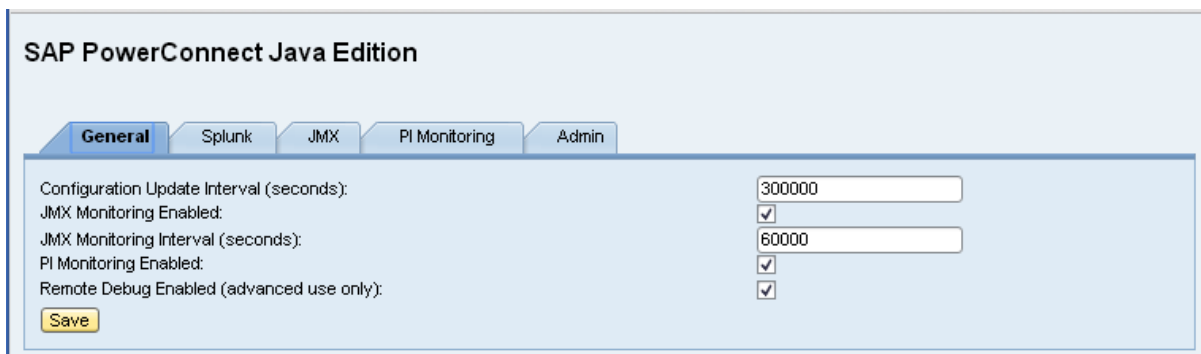 SAP PowerConnect Java Edition
General Splunk JMX PI Monitoring Admin
Configuration Update Interval (seconds): 300000
JMX Monitoring Enabled:
JMX Monitoring Interval (seconds): 60000
PI Monitoring Enabled:
Remote Debug Enabled (advanced use only):
Save